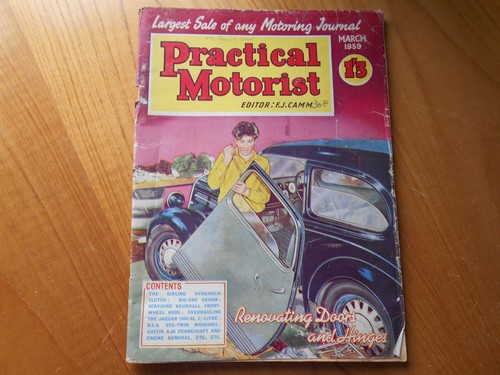 Largest Sale of any Motoring Journal
MARCH
1959
Practical
Motorist
1'3
EDITOR: F.J. CAMM
30P
CONTENTS
THE GIRLING HYDRAULIC
CLUTCH; BIG-END DESIGN;
SERVICING VAUXHALL FRONT-
WHEEL HUBS; OVERHAULING
THE JAGUAR 1946-48, 2½-LITRE;
B.S.A. VEE-TWIN MACHINES;
AUSTIN A.40 CRANKSHAFT AND
ENGINE REMOVAL, ETC., ETC.
Renovating Doors
and Hinges